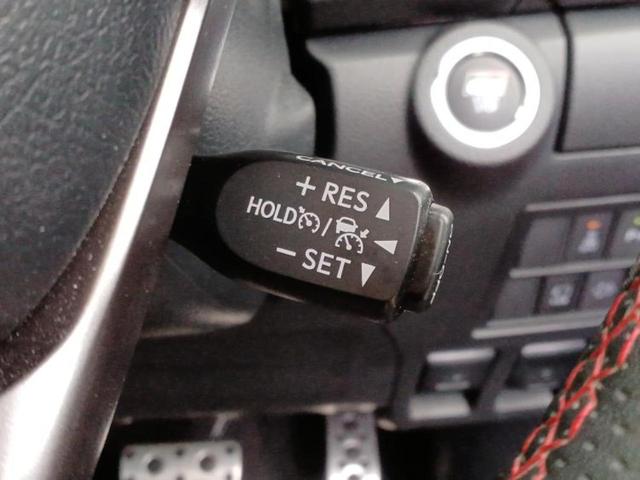 CANCEL
+ RES
HOLD /
− SET